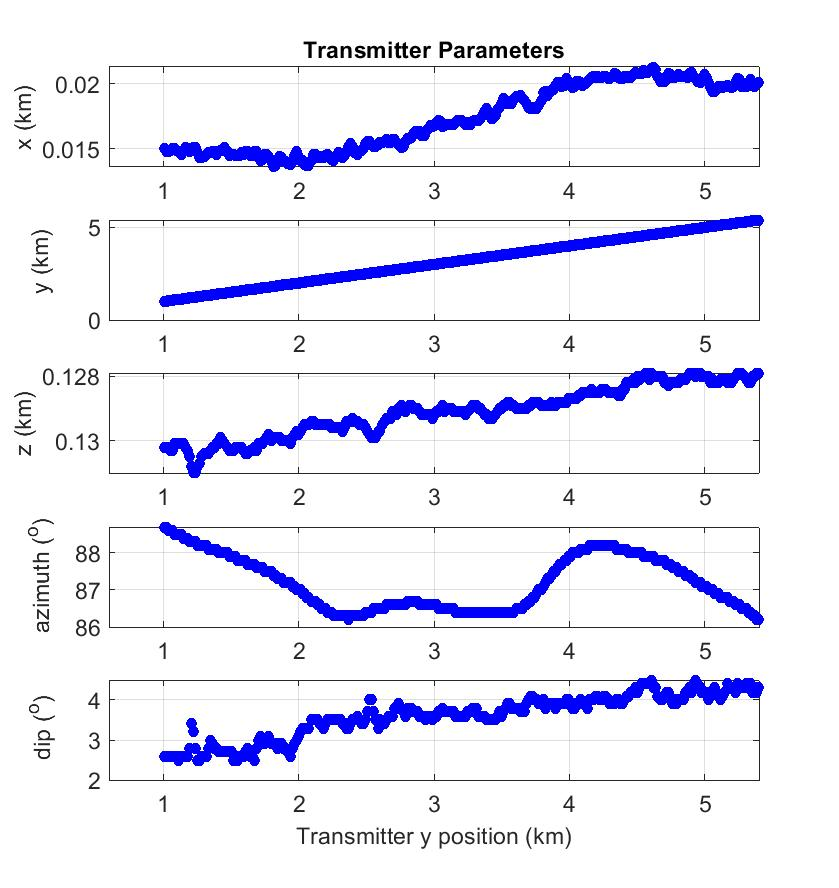 Transmitter Parameters
x (km)
0.02
0.015
1 2 3 4 5
y (km)
5
0
1 2 3 4 5
z (km)
0.128
0.13
1 2 3 4 5
azimuth (°)
88
87
86
1 2 3 4 5
dip (°)
4
3
2
1 2 3 4 5
Transmitter y position (km)